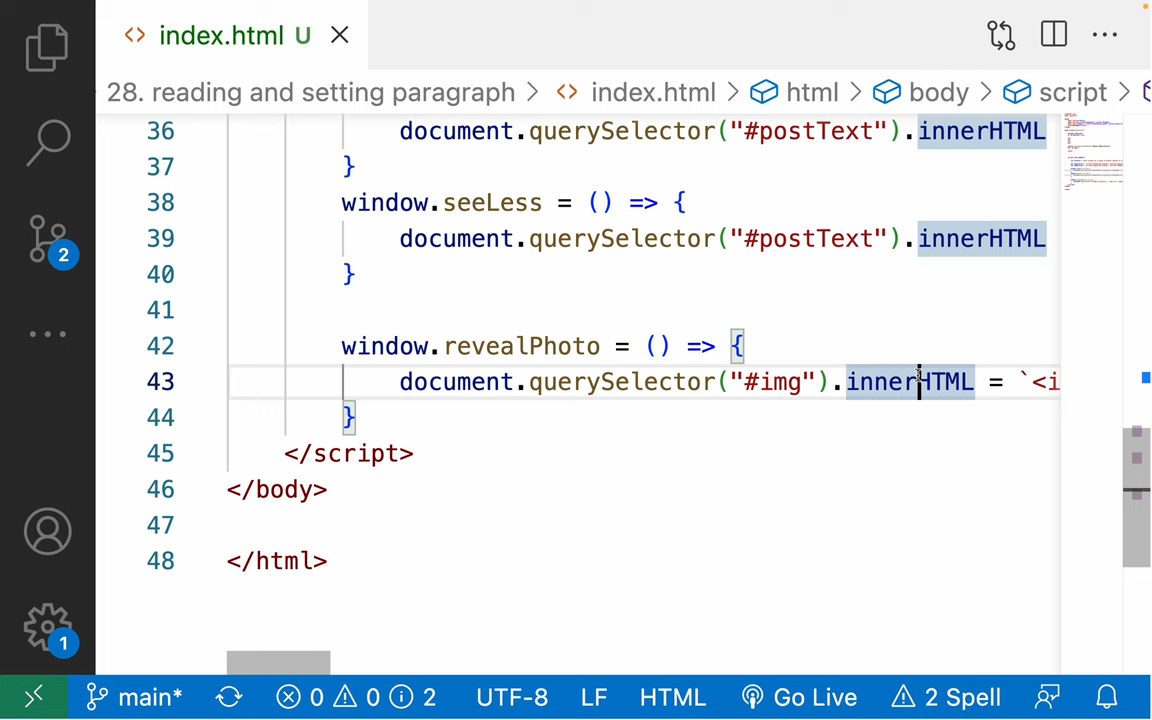 index.html U
28. reading and setting paragraph > index.html > html > body > script >
36 document.querySelector("#postText").innerHTML
37 }
38 window.seeLess = () => {
39 document.querySelector("#postText").innerHTML
40 }
41
42 window.revealPhoto = () => {
43 document.querySelector("#img").innerHTML = `<i
44 }
45 </script>
46 </body>
47
48 </html>
2
1
main* 0 0 2 UTF-8 LF HTML Go Live 2 Spell